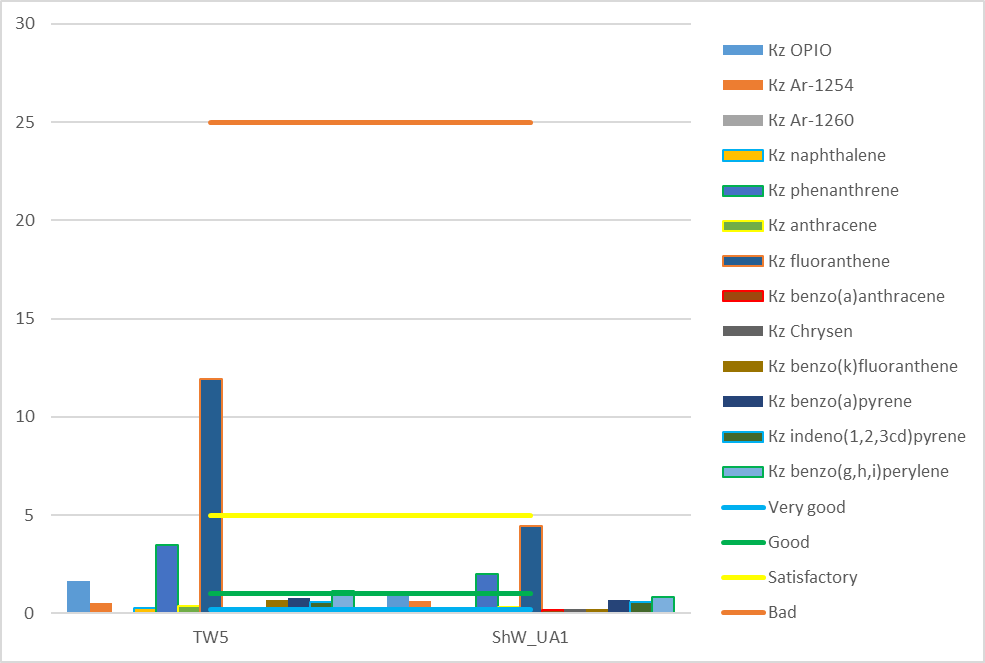 30
25
20
15
10
5
0
TW5
ShW_UA1
Kz OPIO
Kz Ar-1254
Kz Ar-1260
Kz naphthalene
Kz phenanthrene
Kz anthracene
Kz fluoranthene
Kz benzo(a)anthracene
Kz Chrysen
Kz benzo(k)fluoranthene
Kz benzo(a)pyrene
Kz indeno(1,2,3cd)pyrene
Kz benzo(g,h,i)perylene
Very good
Good
Satisfactory
Bad